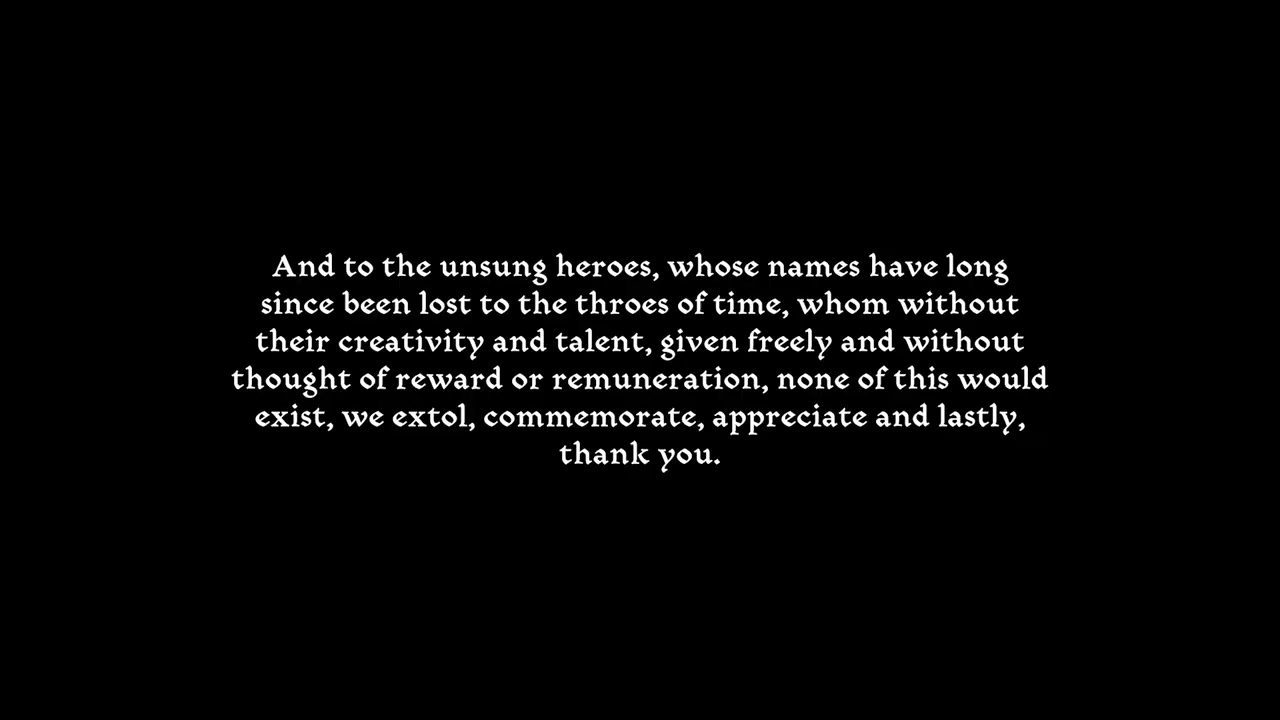 And to the unsung heroes, whose names have long
since been lost to the throes of time, whom without
their creativity and talent, given freely and without
thought of reward or remuneration, none of this would
exist, we extol, commemorate, appreciate and lastly,
thank you.